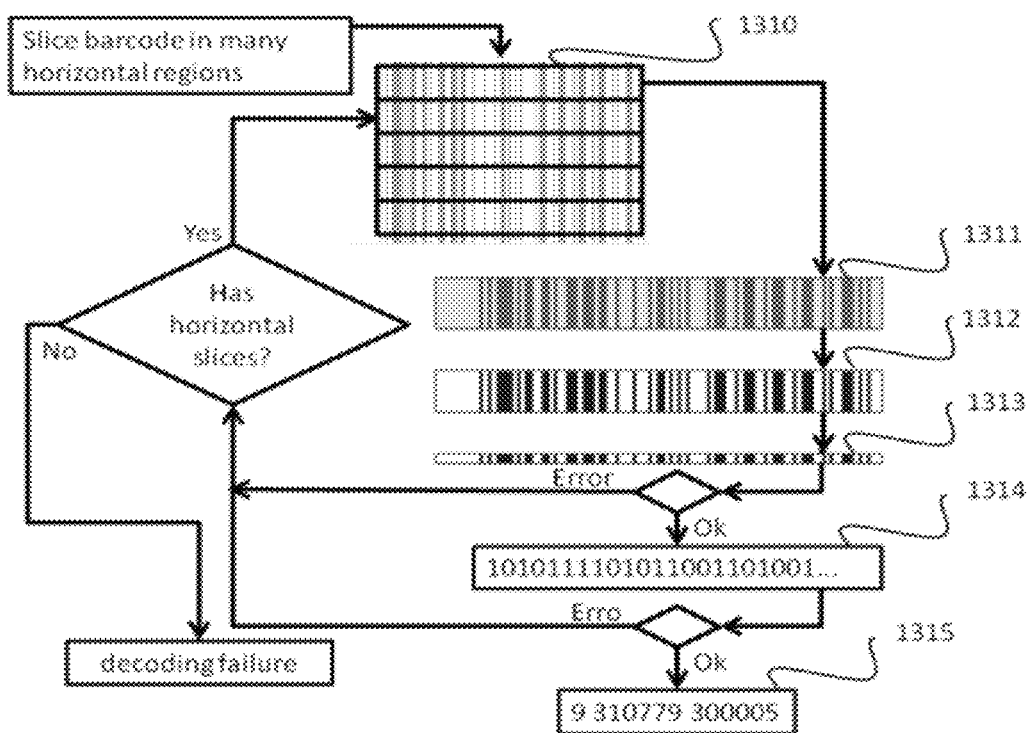 Slice barcode in many
horizontal regions
1310
Yes
1311
Has
horizontal
slices?
No
1312
1313
Error
1314
Ok
1010111101011001101001...
Erro
1315
Ok
decoding failure
9 310779 300005